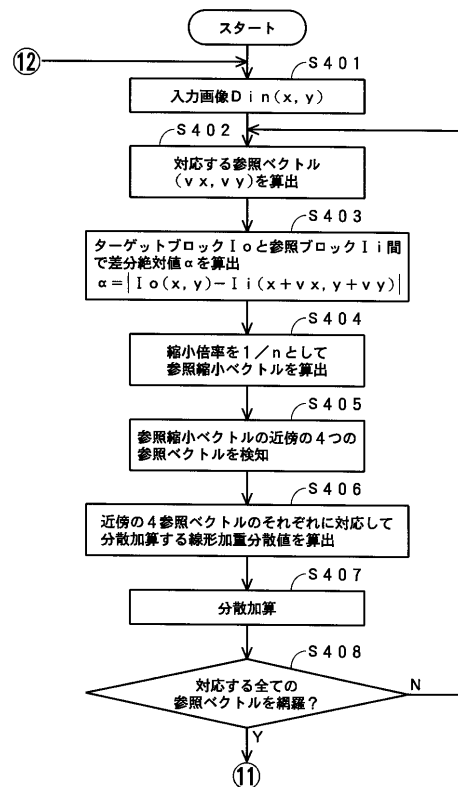 スタート
⑫
S401
入力画像Din(x,y)
S402
対応する参照ベクトル
(vx,vy)を算出
S403
ターゲットブロックIoと参照ブロックIi間
で差分絶対値αを算出
α=|Io(x,y)-Ii(x+vx,y+vy)|
S404
縮小倍率を1/nとして
参照縮小ベクトルを算出
S405
参照縮小ベクトルの近傍の4つの
参照ベクトルを検知
S406
近傍の4参照ベクトルのそれぞれに対応して
分散加算する線形加重分散値を算出
S407
分散加算
S408
対応する全ての
参照ベクトルを網羅?
N
Y
⑪